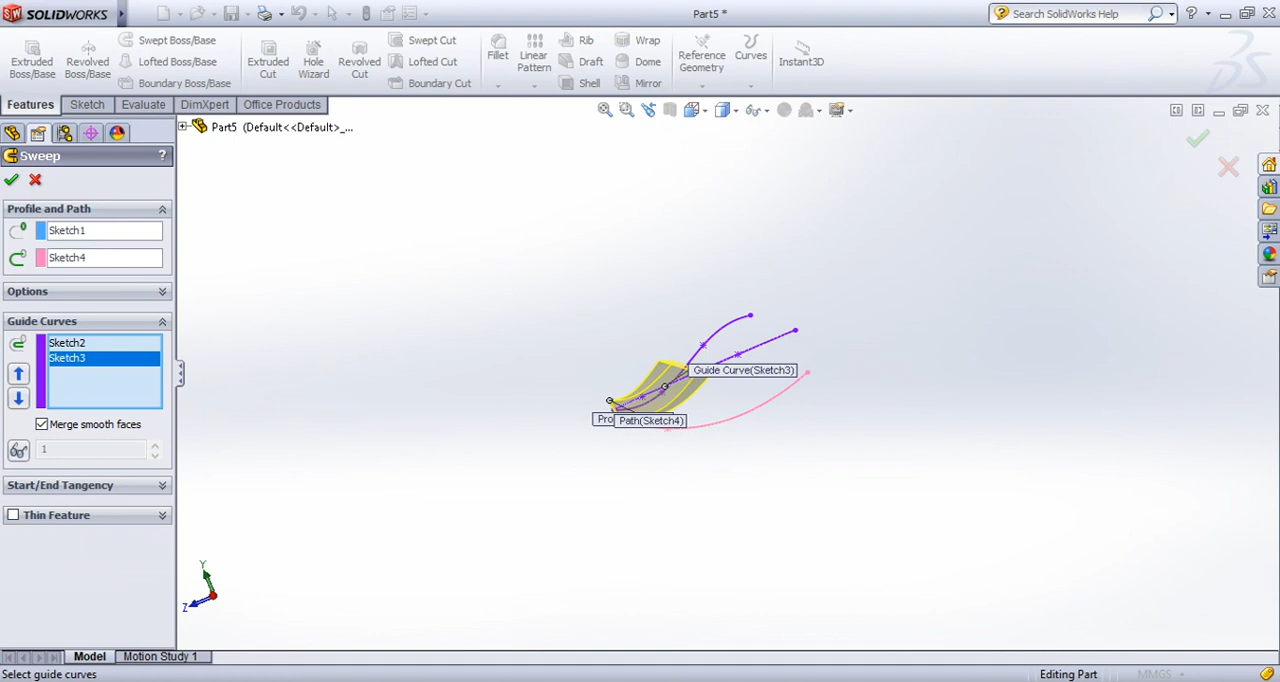 SOLIDWORKS
Part5 *
Search SolidWorks Help
Extruded Boss/Base
Revolved Boss/Base
Swept Boss/Base
Lofted Boss/Base
Boundary Boss/Base
Extruded Cut
Hole Wizard
Revolved Cut
Swept Cut
Lofted Cut
Boundary Cut
Fillet
Linear Pattern
Rib
Draft
Shell
Wrap
Dome
Mirror
Reference Geometry
Curves
Instant3D
Features
Sketch
Evaluate
DimXpert
Office Products
Part5 (Default<<Default>_...
Sweep
?
Profile and Path
Sketch1
Sketch4
Options
Guide Curves
Sketch2
Sketch3
Merge smooth faces
1
Start/End Tangency
Thin Feature
Guide Curve(Sketch3)
Pro
Path(Sketch4)
Y
Z
Model
Motion Study 1
Select guide curves
Editing Part
MMGS